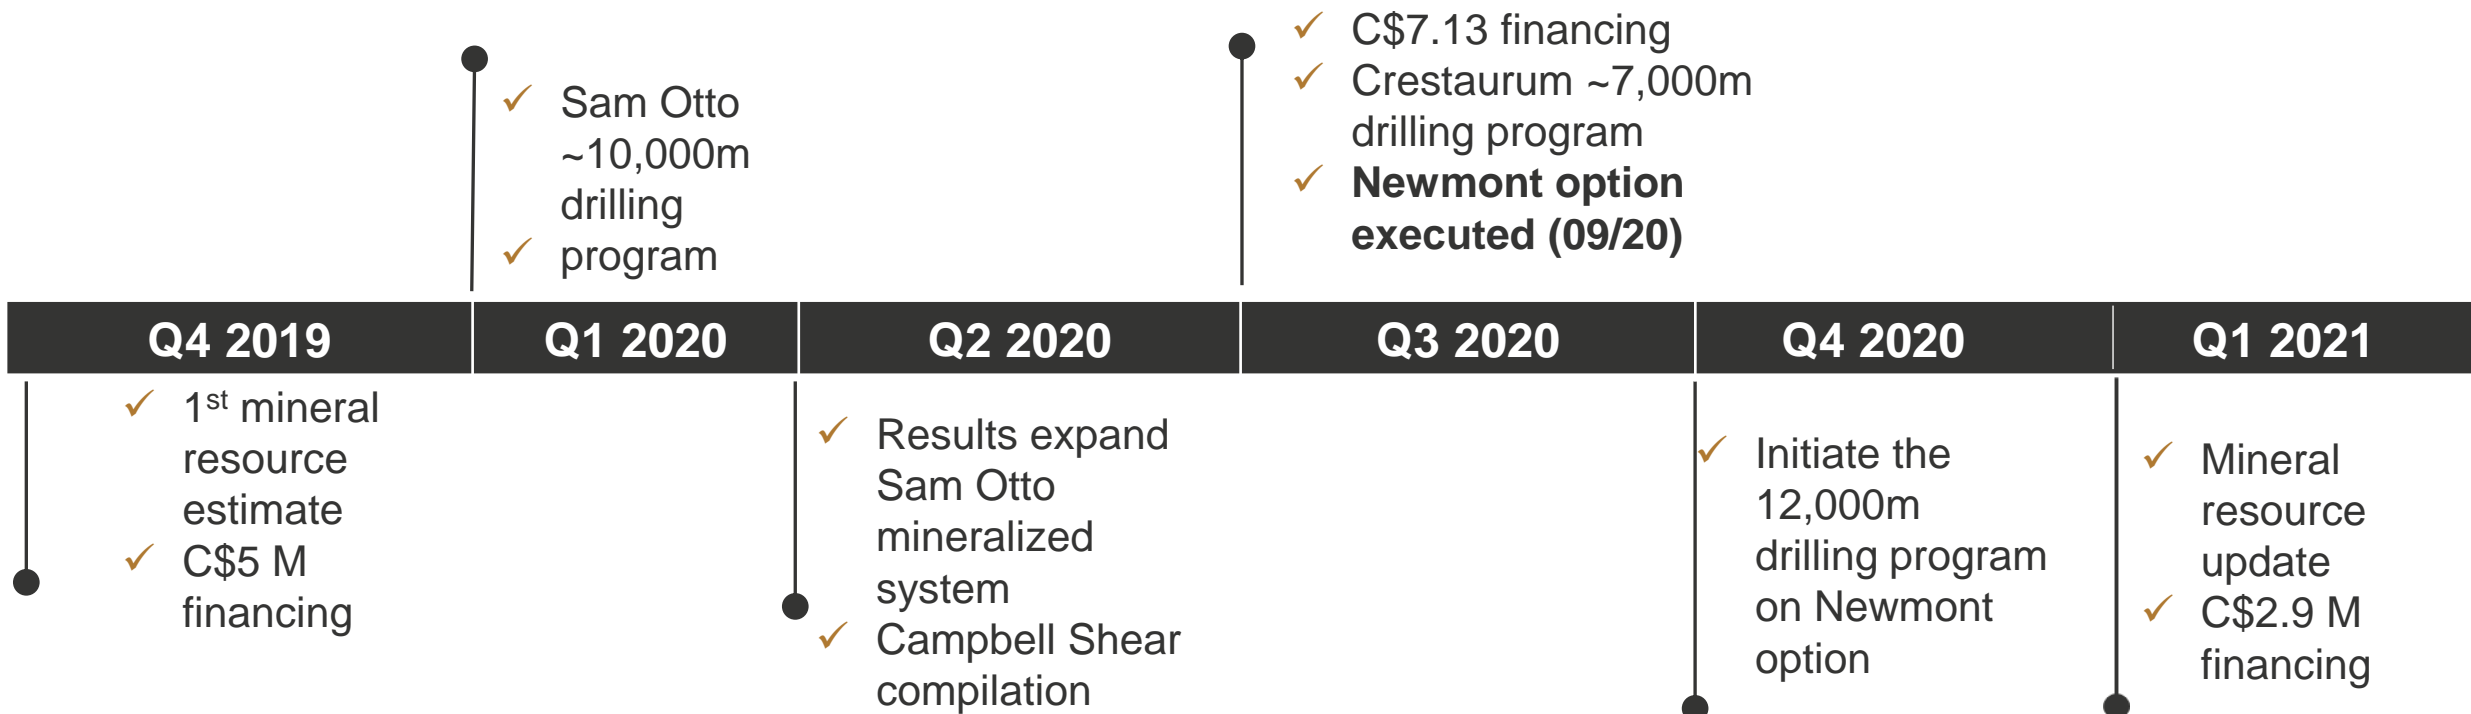 ✓ C$7.13 financing
✓ Crestaurum ~7,000m
drilling program
✓ Newmont option
executed (09/20)
✓ Sam Otto
~10,000m
drilling
✓ program
Q4 2019 Q1 2020 Q2 2020 Q3 2020 Q4 2020 Q1 2021
✓ 1st mineral
resource
estimate
✓ C$5 M
financing
✓ Results expand
Sam Otto
mineralized
system
✓ Campbell Shear
compilation
✓ Initiate the
12,000m
drilling program
on Newmont
option
✓ Mineral
resource
update
✓ C$2.9 M
financing